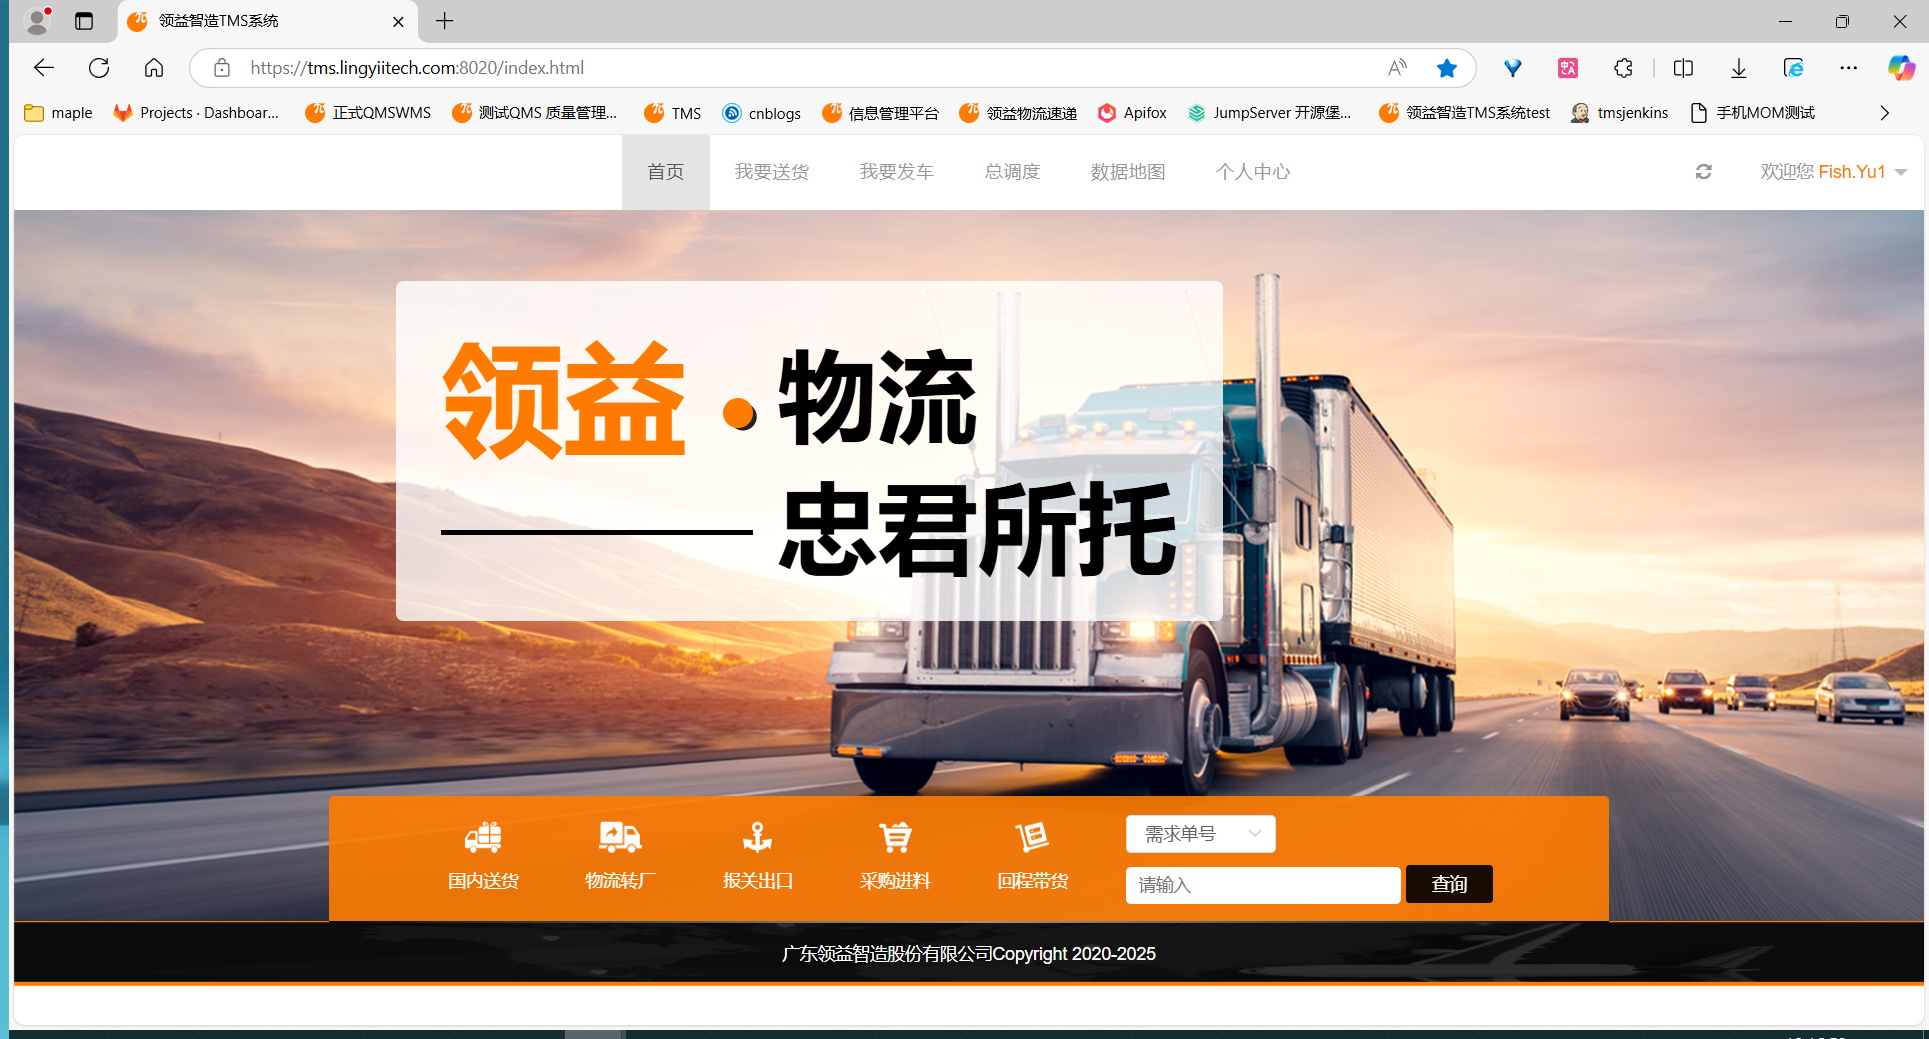 领益智造TMS系统
https://tms.lingyiitech.com:8020/index.html
maple
Projects · Dashboar...
正式QMSWMS
测试QMS 质量管理...
TMS
cnblogs
信息管理平台
领益物流速递
Apifox
JumpServer 开源堡...
领益智造TMS系统test
tmsjenkins
手机MOM测试
首页
我要送货
我要发车
总调度
数据地图
个人中心
欢迎您 Fish.Yu1
领益·物流
忠君所托
国内送货
物流转厂
报关出口
采购进料
回程带货
需求单号
请输入
查询
广东领益智造股份有限公司Copyright 2020-2025